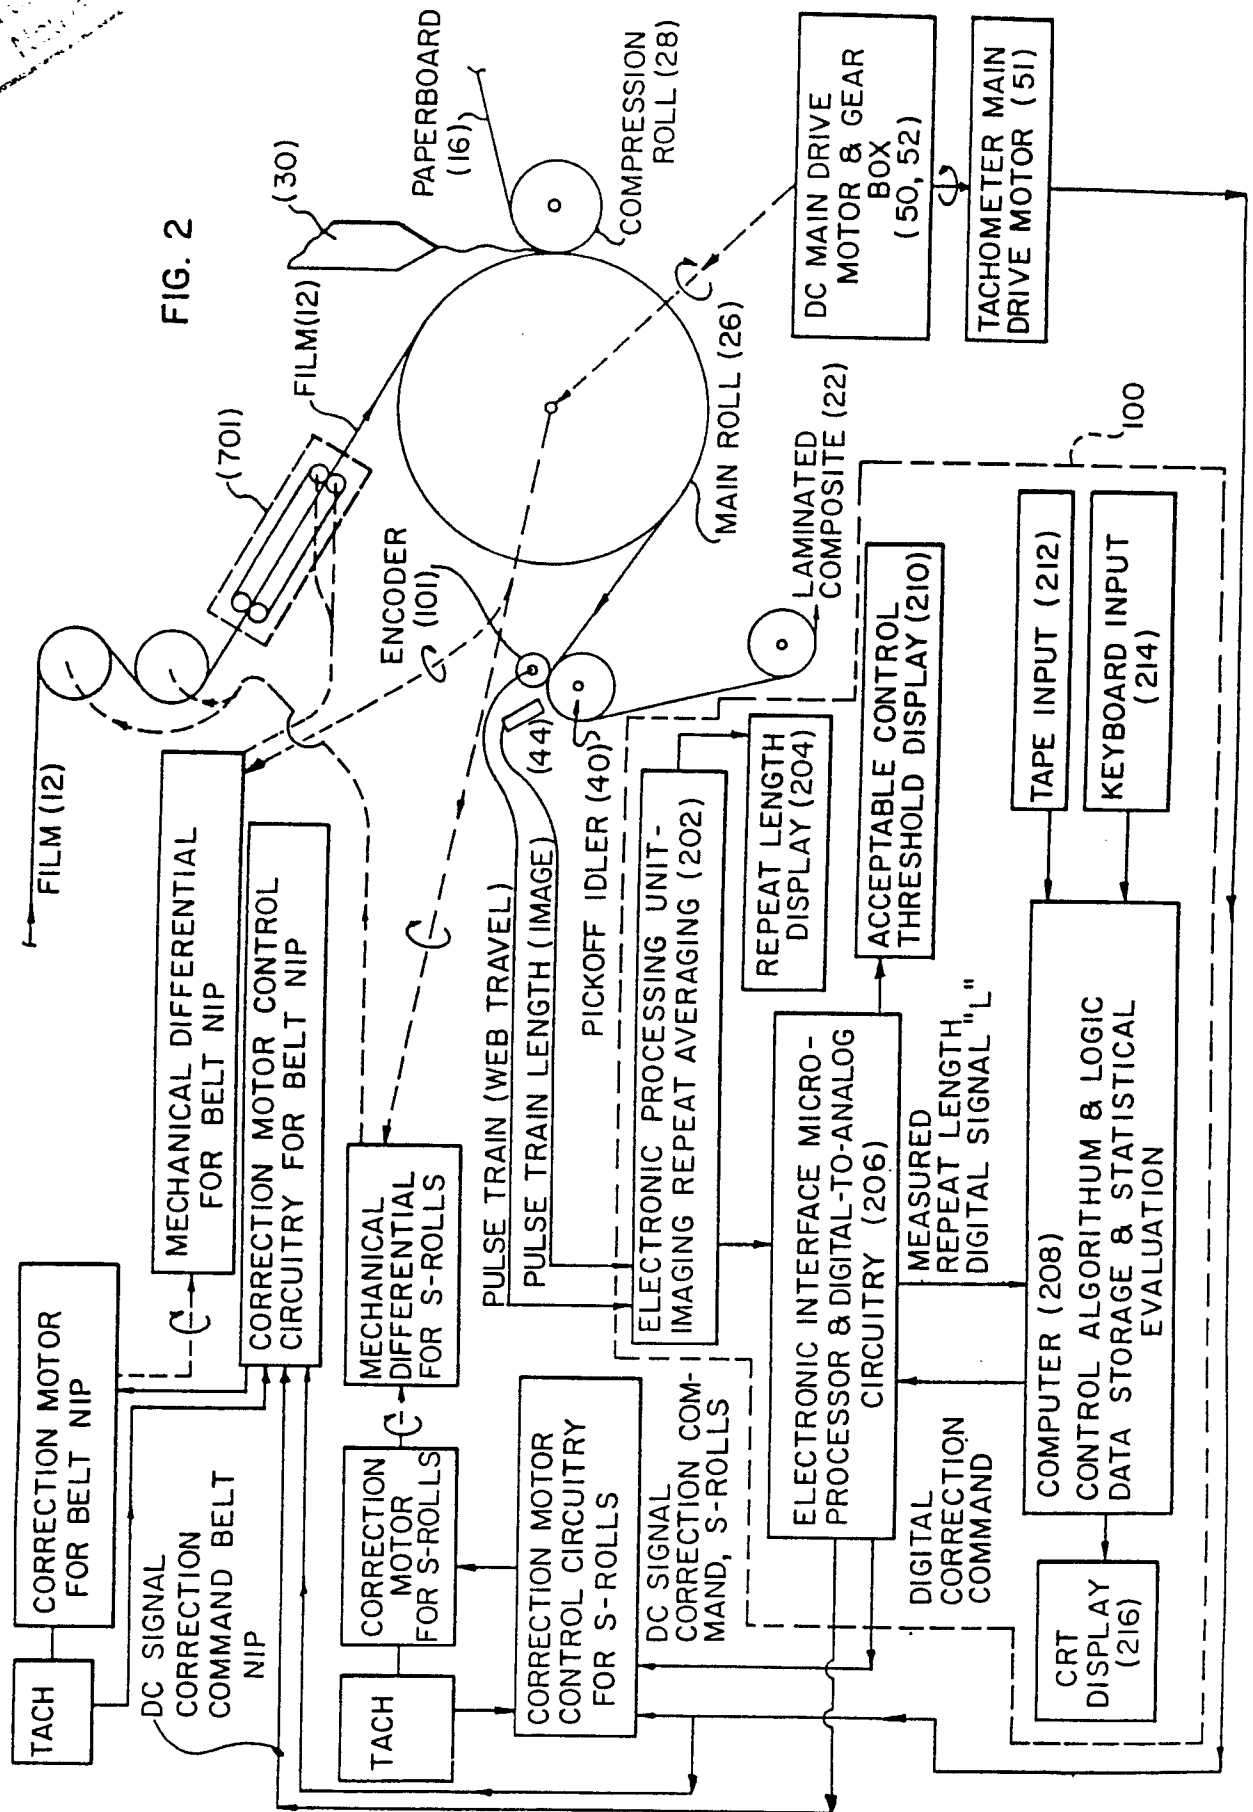 FIG. 2
FILM (12)
(701)
FILM(12)
(30)
PAPERBOARD
(16)
COMPRESSION
ROLL (28)
ENCODER
(101)
MAIN ROLL (26)
LAMINATED
COMPOSITE (22)
(44)
PICKOFF IDLER (40)
PULSE TRAIN (WEB TRAVEL)
PULSE TRAIN LENGTH (IMAGE)
DC MAIN DRIVE
MOTOR & GEAR
BOX
(50, 52)
TACHOMETER MAIN
DRIVE MOTOR (51)
100
TACH
CORRECTION MOTOR
FOR BELT NIP
MECHANICAL DIFFERENTIAL
FOR BELT NIP
CORRECTION MOTOR CONTROL
CIRCUITRY FOR BELT NIP
DC SIGNAL
CORRECTION
COMMAND BELT
NIP
TACH
CORRECTION
MOTOR
FOR S-ROLLS
MECHANICAL
DIFFERENTIAL
FOR S-ROLLS
CORRECTION MOTOR
CONTROL CIRCUITRY
FOR S-ROLLS
DC SIGNAL
CORRECTION COM-
MAND, S-ROLLS
ELECTRONIC PROCESSING UNIT-
IMAGING REPEAT AVERAGING (202)
REPEAT LENGTH
DISPLAY (204)
ELECTRONIC INTERFACE MICRO-
PROCESSOR & DIGITAL-TO-ANALOG
CIRCUITRY (206)
ACCEPTABLE CONTROL
THRESHOLD DISPLAY (210)
DIGITAL
CORRECTION
COMMAND
MEASURED
REPEAT LENGTH
DIGITAL SIGNAL "L"
COMPUTER (208)
CONTROL ALGORITHUM & LOGIC
DATA STORAGE & STATISTICAL
EVALUATION
TAPE INPUT (212)
KEYBOARD INPUT
(214)
CRT
DISPLAY
(216)